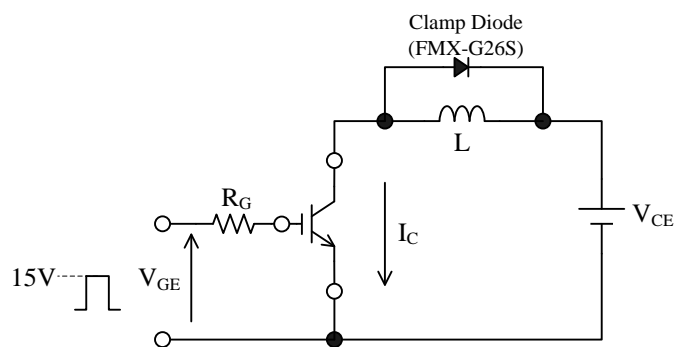 Clamp Diode
(FMX-G26S)
L
R_G
V_CE
I_C
15V
V_GE